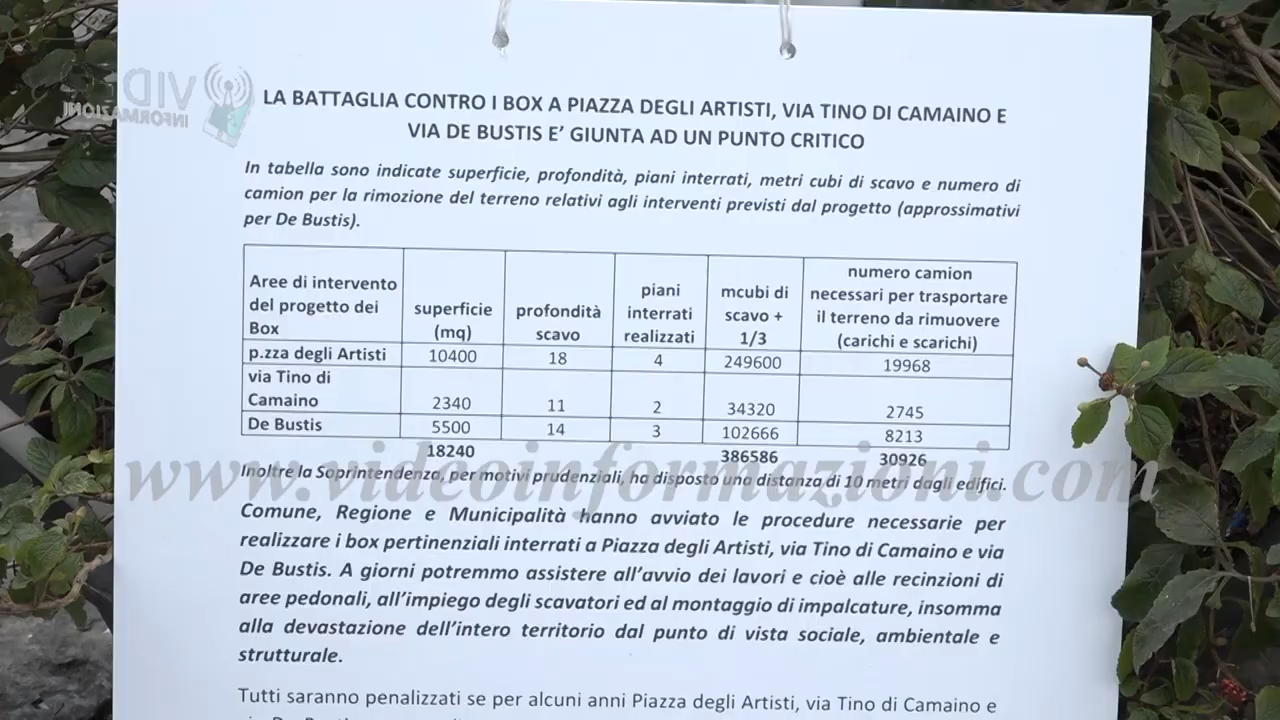 VIDEO
INFORMAZIONI
LA BATTAGLIA CONTRO I BOX A PIAZZA DEGLI ARTISTI, VIA TINO DI CAMAINO E
VIA DE BUSTIS E’ GIUNTA AD UN PUNTO CRITICO
In tabella sono indicate superficie, profondità, piani interrati, metri cubi di scavo e numero di
camion per la rimozione del terreno relativi agli interventi previsti dal progetto (approssimativi
per De Bustis).
Aree di intervento del progetto dei Box
superficie (mq)
profondità scavo
piani interrati realizzati
mcubi di scavo + 1/3
numero camion necessari per trasportare il terreno da rimuovere (carichi e scarichi)
p.zza degli Artisti 10400 18 4 249600 19968
via Tino di Camaino 2340 11 2 34320 2745
De Bustis 5500 14 3 102666 8213
18240 386586 30926
www.videoinformazioni.com
Inoltre la Soprintendenza, per motivi prudenziali, ha disposto una distanza di 10 metri dagli edifici.
Comune, Regione e Municipalità hanno avviato le procedure necessarie per
realizzare i box pertinenziali interrati a Piazza degli Artisti, via Tino di Camaino e via
De Bustis. A giorni potremmo assistere all’avvio dei lavori e cioè alle recinzioni di
aree pedonali, all’impiego degli scavatori ed al montaggio di impalcature, insomma
alla devastazione dell’intero territorio dal punto di vista sociale, ambientale e
strutturale.
Tutti saranno penalizzati se per alcuni anni Piazza degli Artisti, via Tino di Camaino e